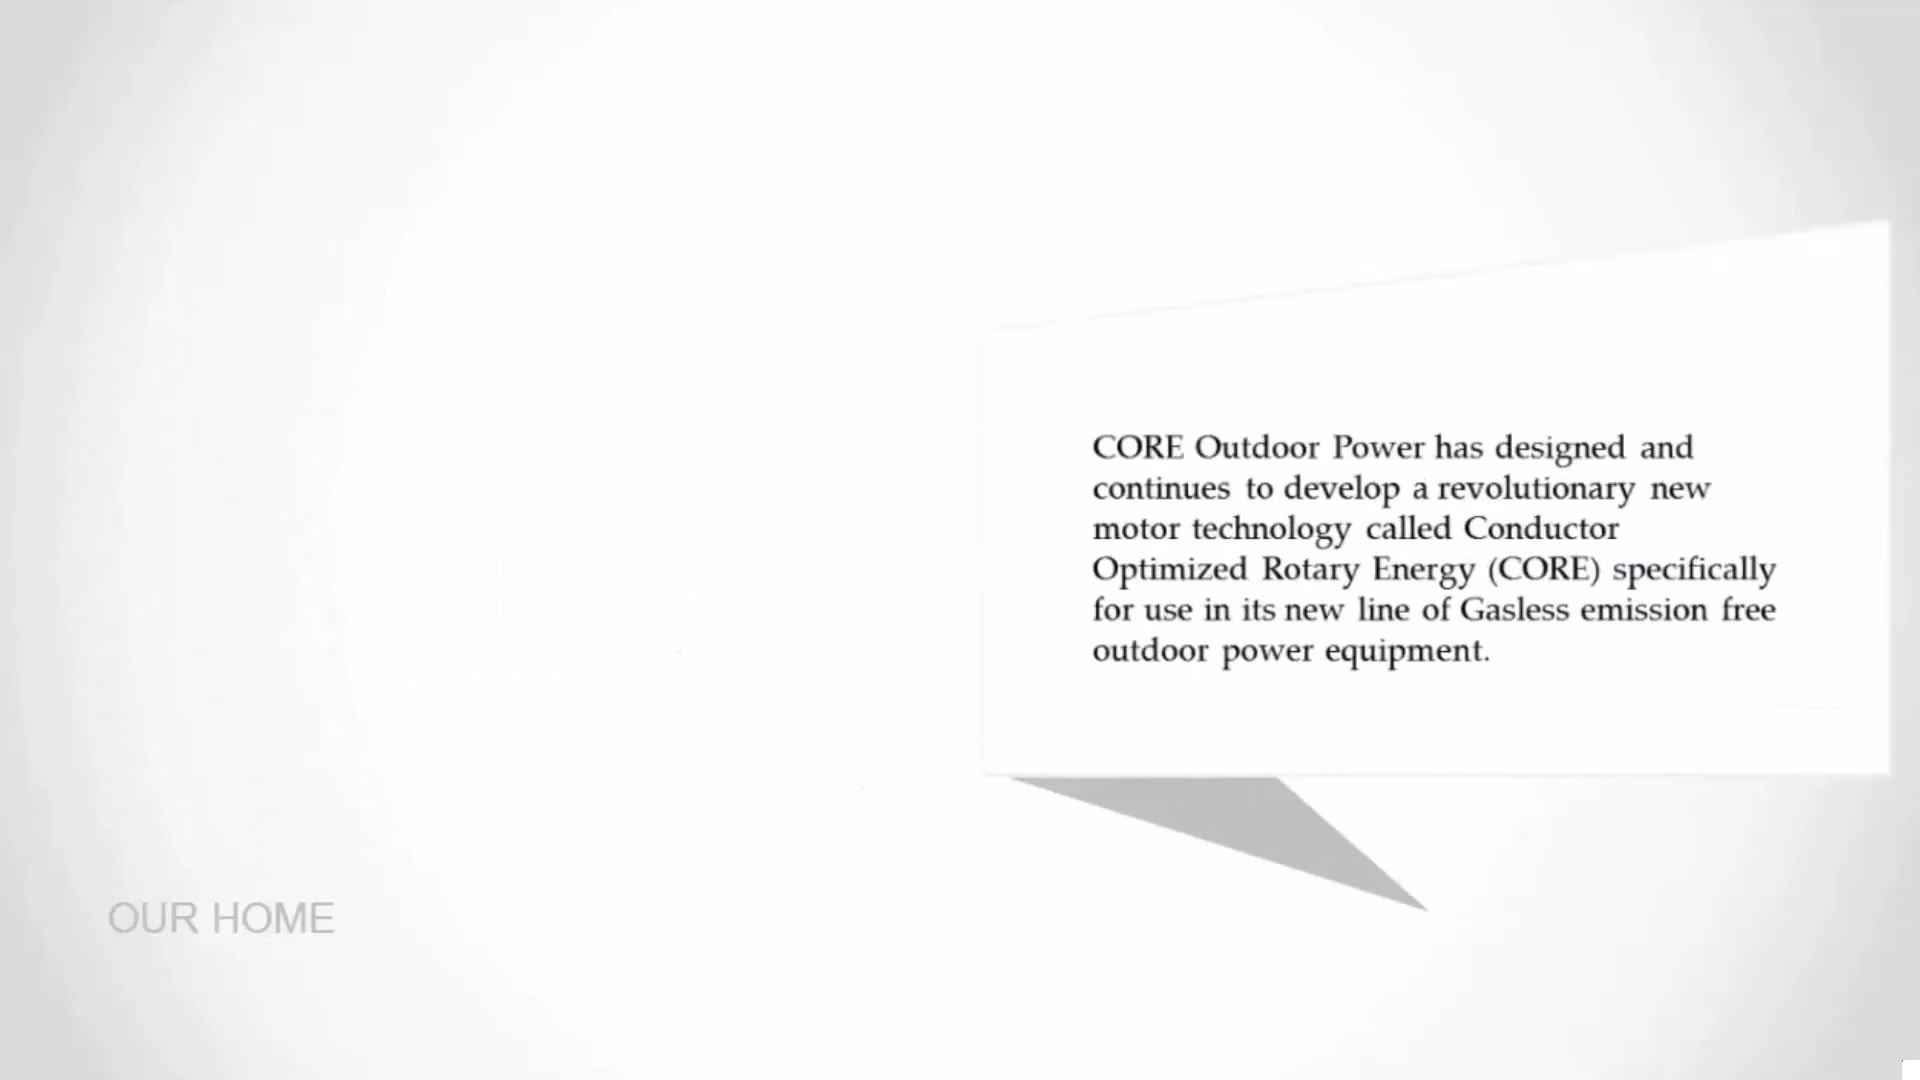 CORE Outdoor Power has designed and
continues to develop a revolutionary new
motor technology called Conductor
Optimized Rotary Energy (CORE) specifically
for use in its new line of Gasless emission free
outdoor power equipment.
OUR HOME